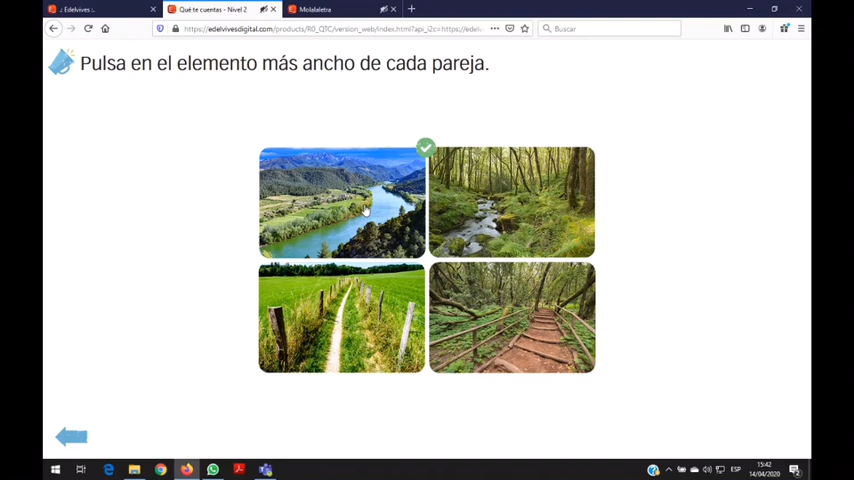 .: Edelvives :.
Qué te cuentas - Nivel 2
Molalaletra
https://edelvivesdigital.com/products/R0_QTC/version_web/index.html?api_i2c=https://edelv
Buscar
Pulsa en el elemento más ancho de cada pareja.
ESP
15:42
14/04/2020